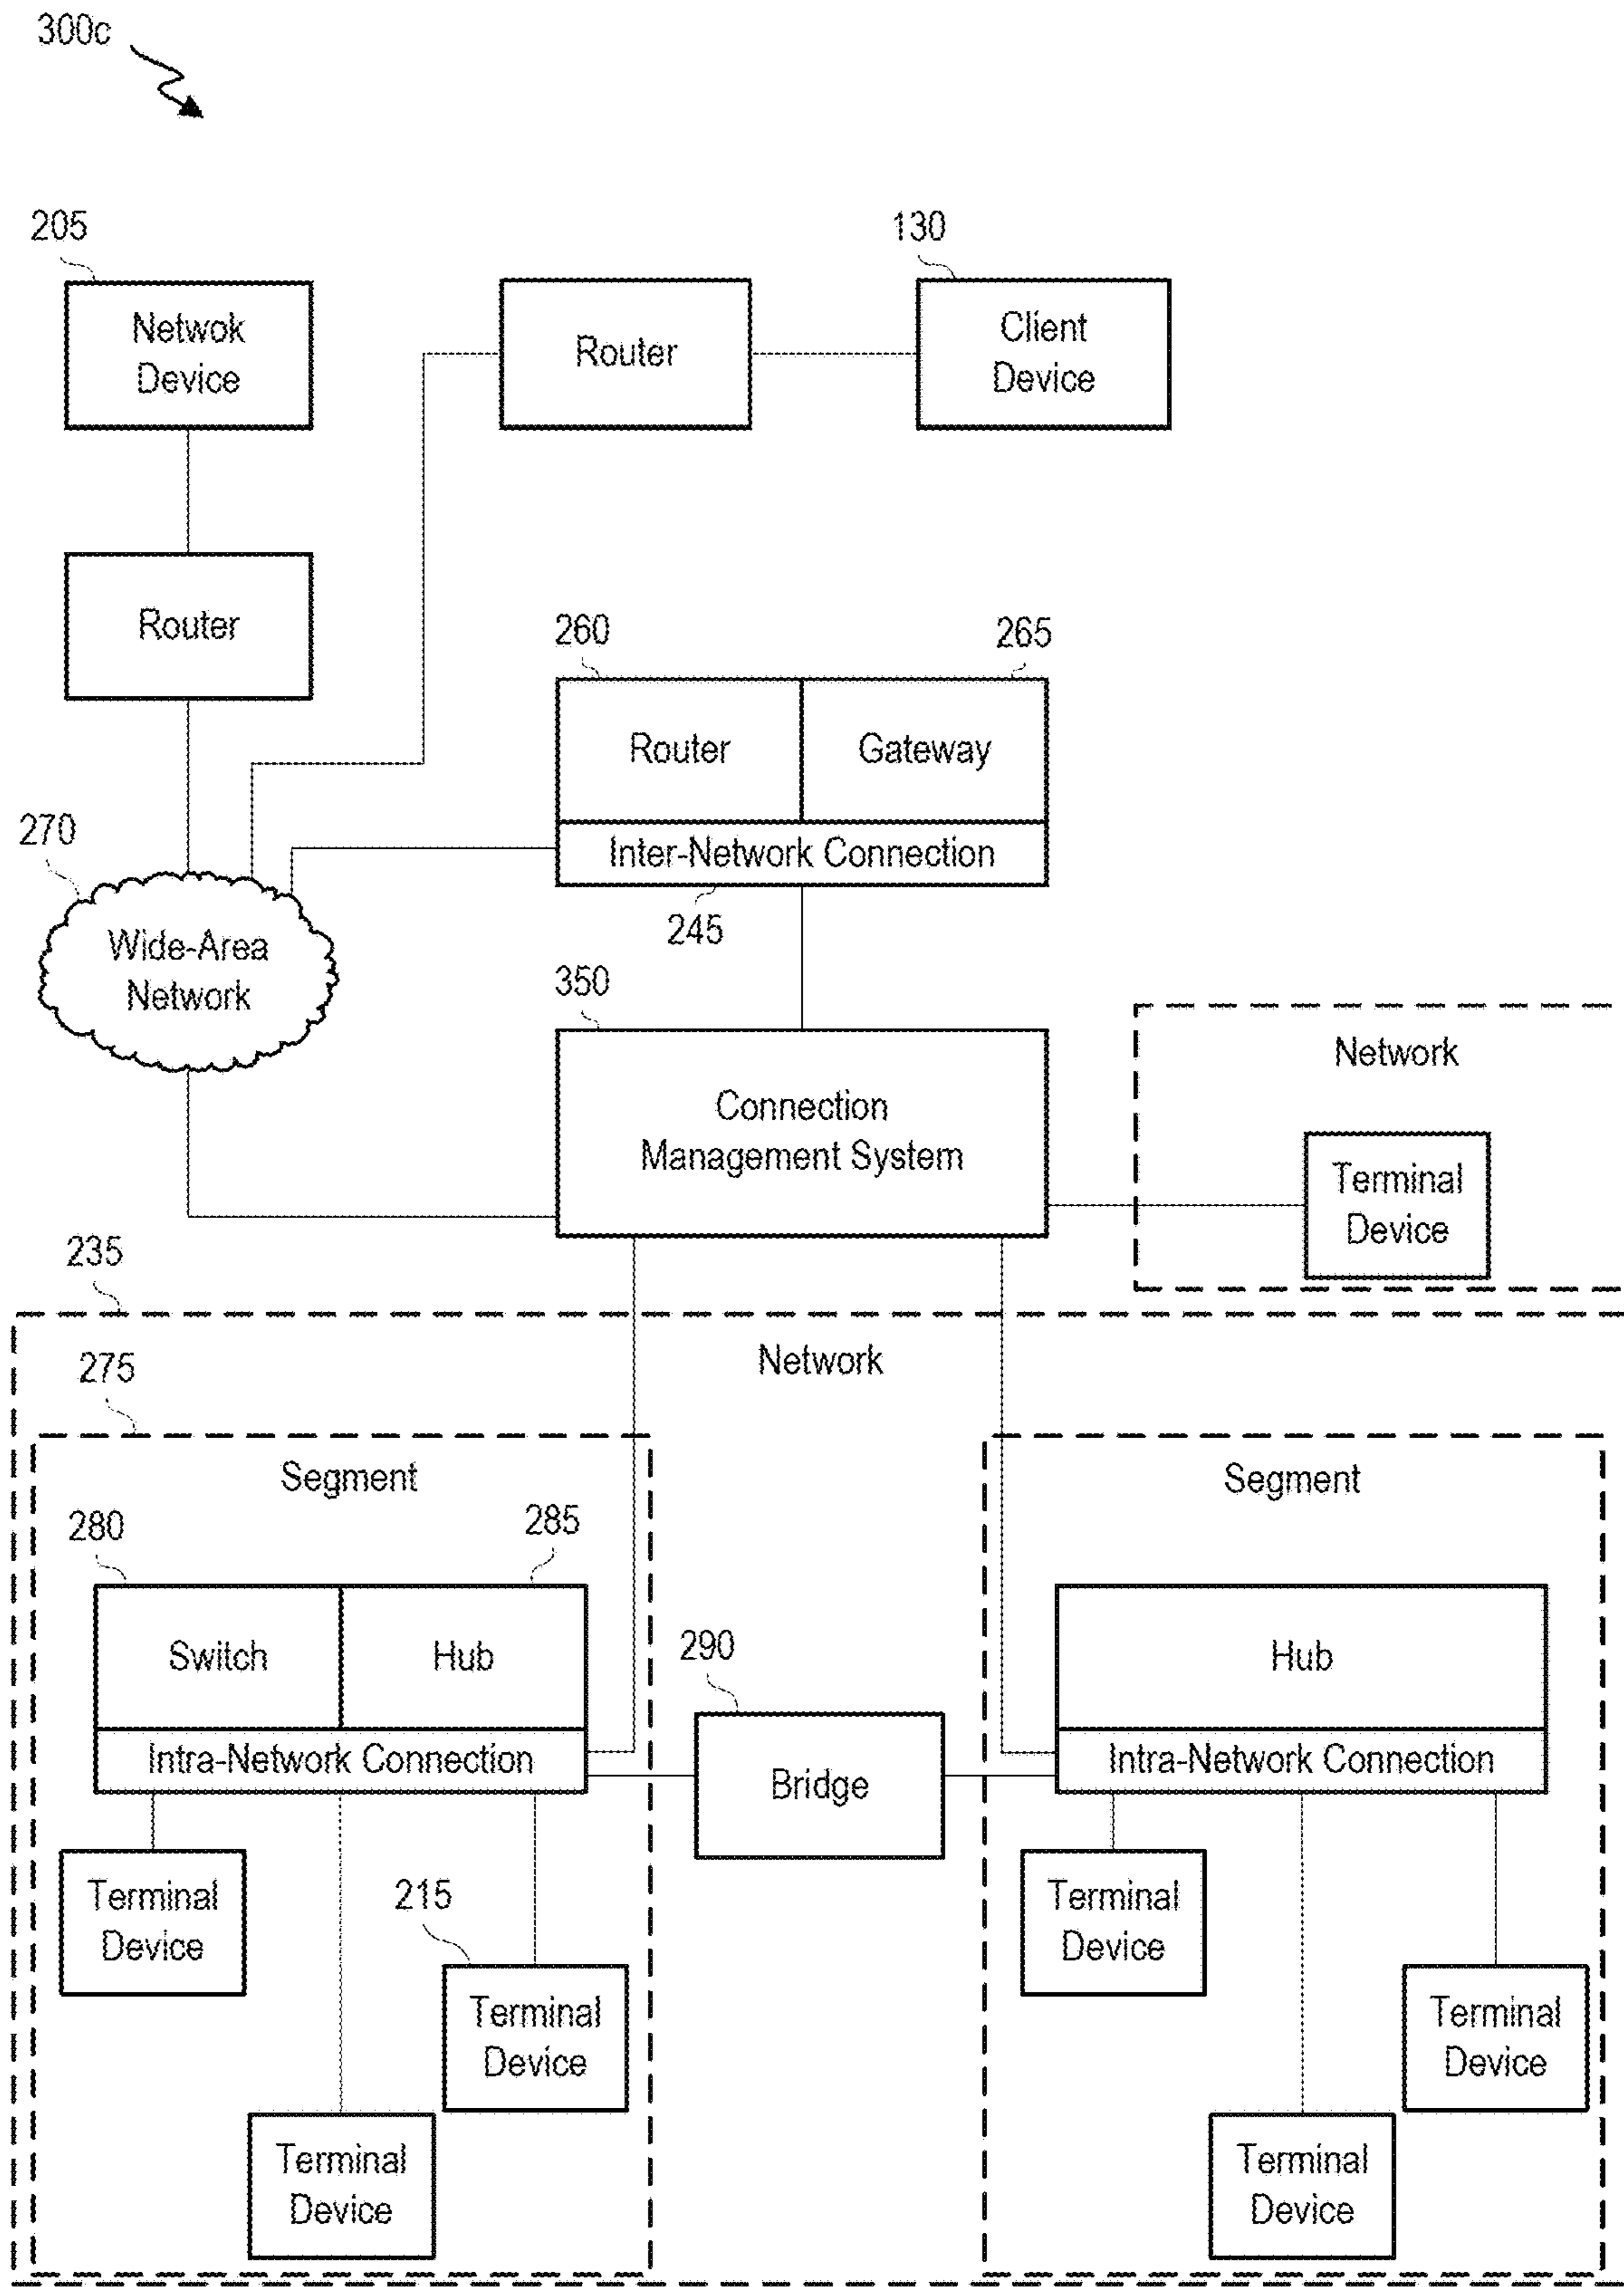 300c
205
130
Netwok
Device
Router
Client
Device
Router
260
265
Router
Gateway
Inter-Network Connection
245
270
Wide-Area
Network
350
Connection
Management System
Network
Terminal
Device
235
Network
275
Segment
Segment
280
285
Switch
Hub
Intra-Network Connection
290
Bridge
Hub
Intra-Network Connection
Terminal
Device
215
Terminal
Device
Terminal
Device
Terminal
Device
Terminal
Device
Terminal
Device